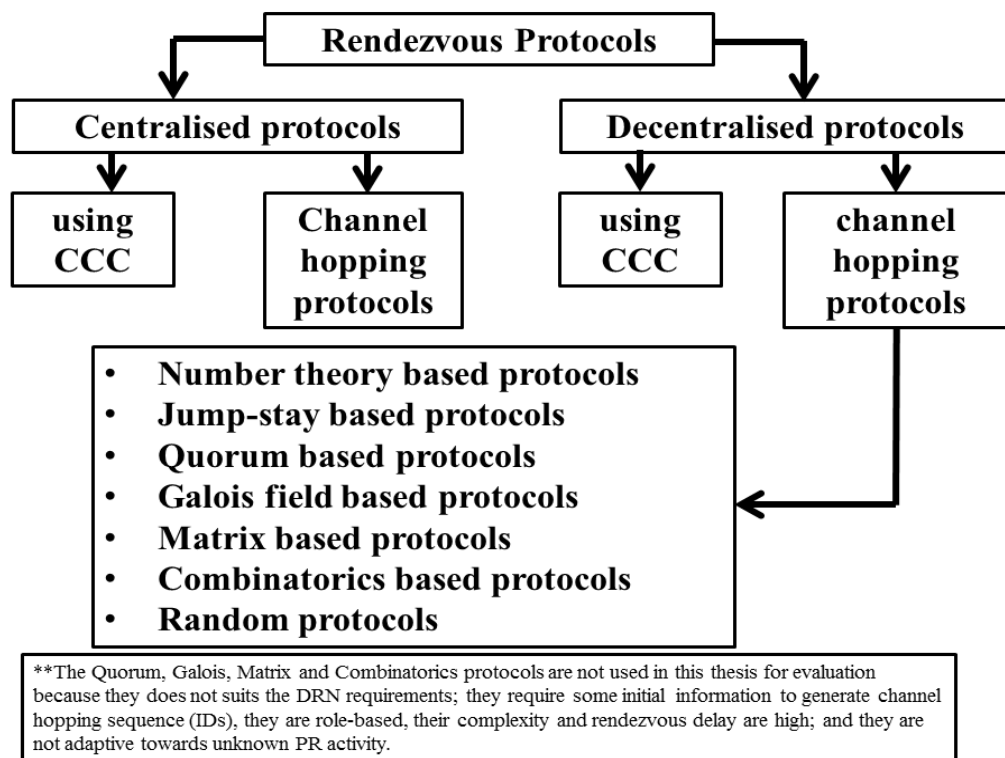 Rendezvous Protocols
Centralised protocols
Decentralised protocols
using
CCC
Channel
hopping
protocols
using
CCC
channel
hopping
protocols
• Number theory based protocols
• Jump-stay based protocols
• Quorum based protocols
• Galois field based protocols
• Matrix based protocols
• Combinatorics based protocols
• Random protocols
**The Quorum, Galois, Matrix and Combinatorics protocols are not used in this thesis for evaluation
because they does not suits the DRN requirements; they require some initial information to generate channel
hopping sequence (IDs), they are role-based, their complexity and rendezvous delay are high; and they are
not adaptive towards unknown PR activity.